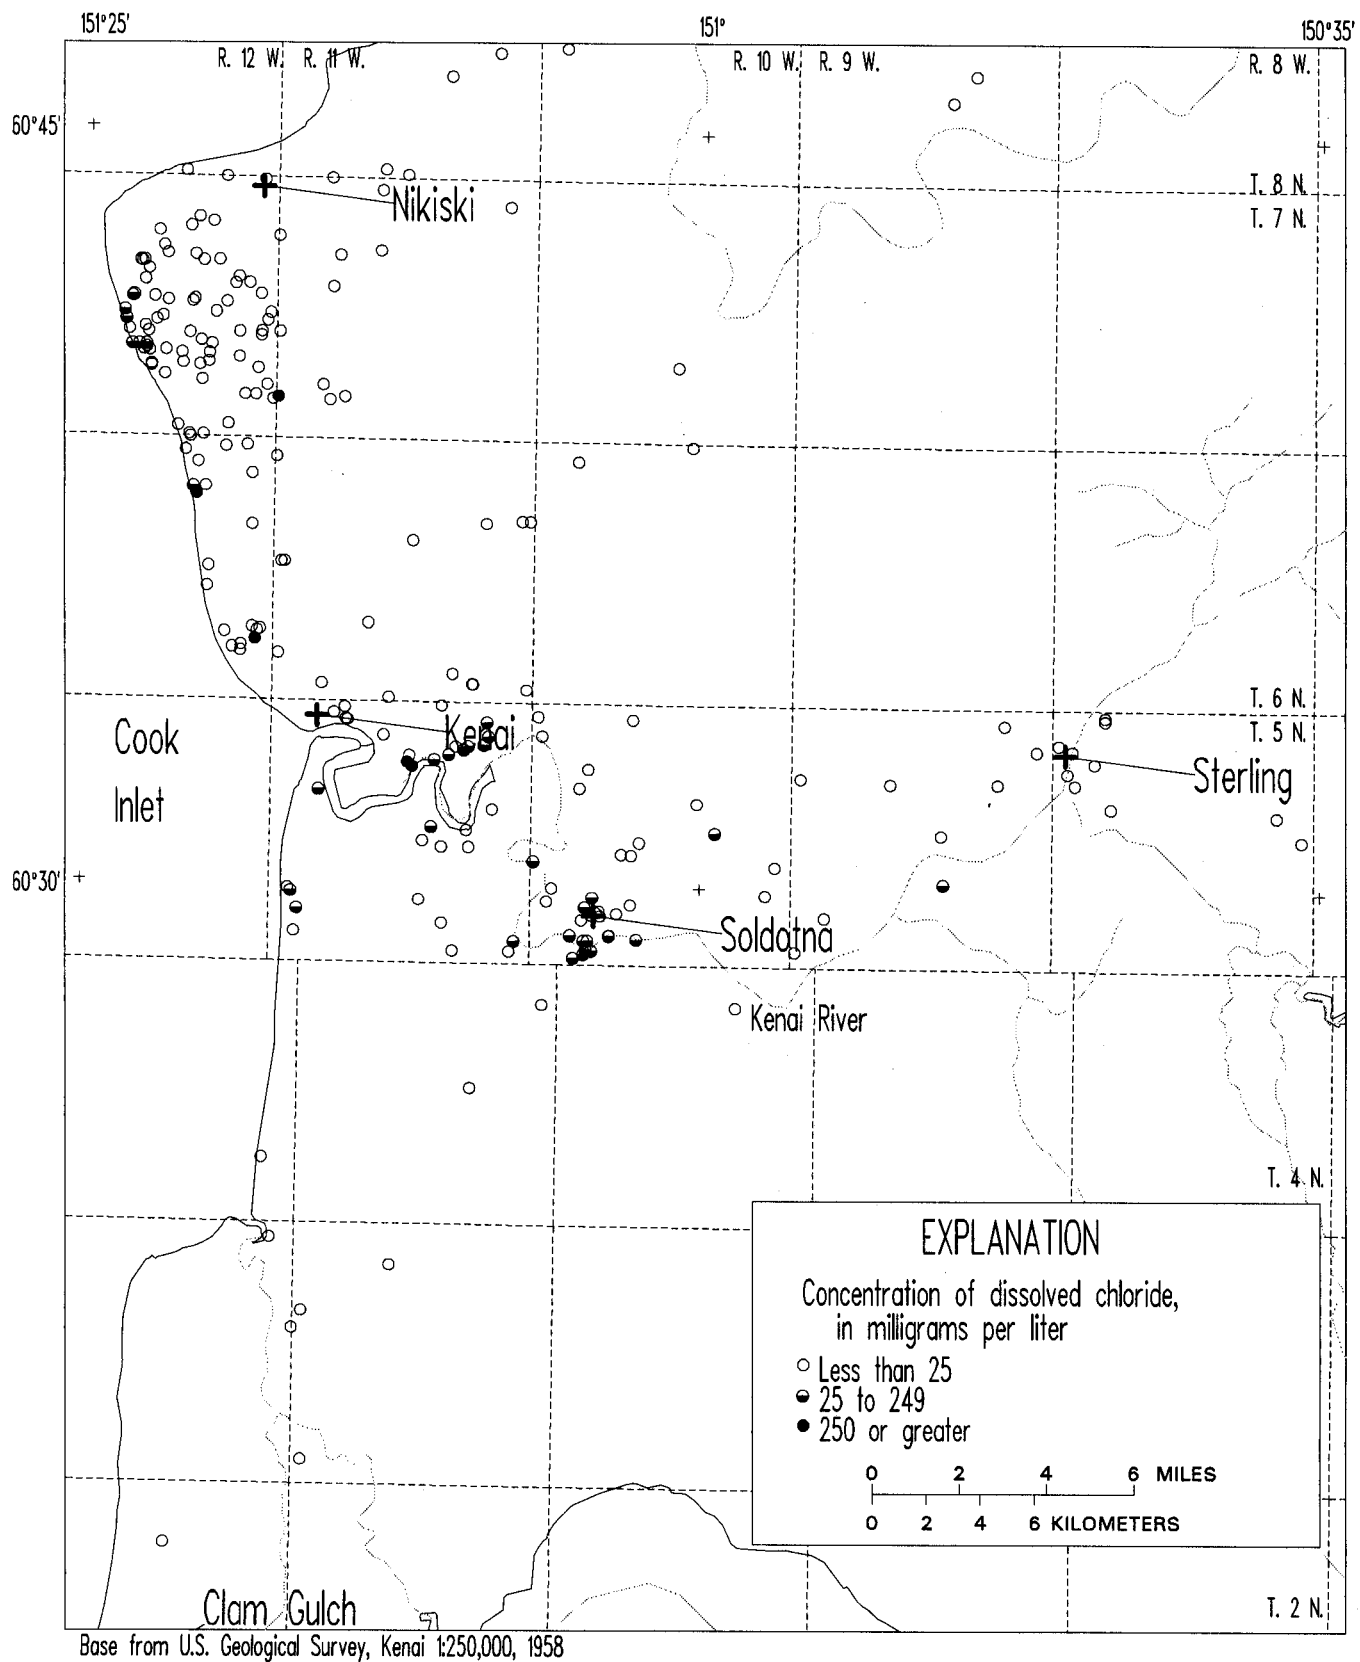 151°25'
151°
150°35'
R. 12 W.
R. 11 W.
R. 10 W.
R. 9 W.
R. 8 W.
60°45'
T. 8 N.
Nikiski
T. 7 N.
T. 6 N.
Cook
Kenai
T. 5 N.
Inlet
Sterling
60°30'
Soldotna
Kenai River
T. 4 N.
EXPLANATION
Concentration of dissolved chloride,
in milligrams per liter
Less than 25
25 to 249
250 or greater
0 2 4 6 MILES
0 2 4 6 KILOMETERS
Clam Gulch
T. 2 N.
Base from U.S. Geological Survey, Kenai 1:250,000, 1958